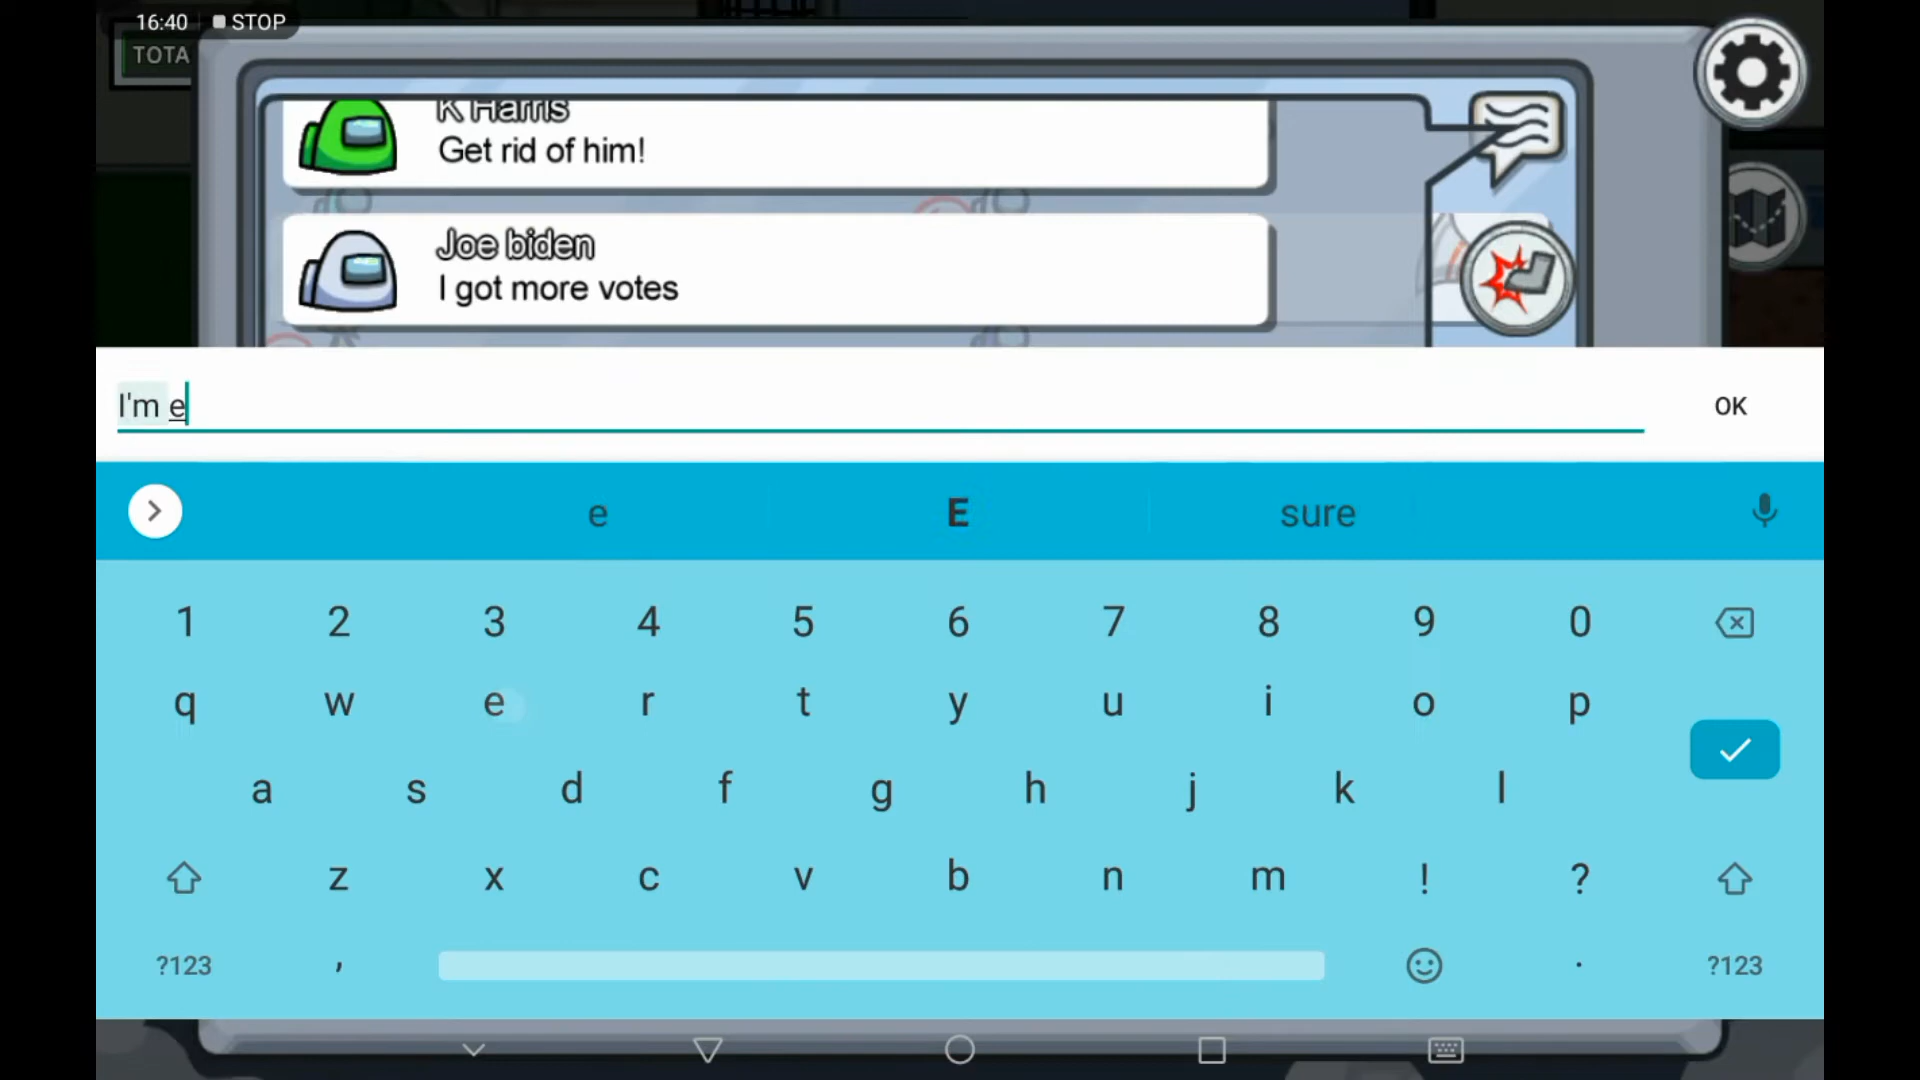 16:40 STOP
TOTA
K Harris
Get rid of him!
Joe biden
I got more votes
I'm e
OK
e E sure
1 2 3 4 5 6 7 8 9 0
q w e r t y u i o p
a s d f g h j k l
z x c v b n m ! ?
?123 , . ?123